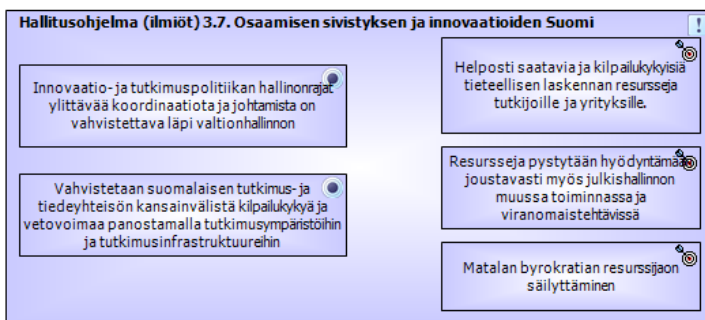 Hallitusohjelma (ilmiöt) 3.7. Osaamisen sivistyksen ja innovaatioiden Suomi
!
Innovaatio- ja tutkimuspolitiikan hallinonrajat
ylittävää koordinaatiota ja johtamista on
vahvistettava läpi valtionhallinnon
Vahvistetaan suomalaisen tutkimus- ja
tiedeyhteisön kansainvälistä kilpailukykyä ja
vetovoimaa panostamalla tutkimusympäristöihin
ja tutkimusinfrastruktuureihin
Helposti saatavia ja kilpailukykyisiä
tieteellisen laskennan resursseja
tutkijoille ja yrityksille.
Resursseja pystytään hyödyntämään
joustavasti myös julkishallinnon
muussa toiminnassa ja
viranomaistehtävissä
Matalan byrokratian resurssijaon
säilyttäminen